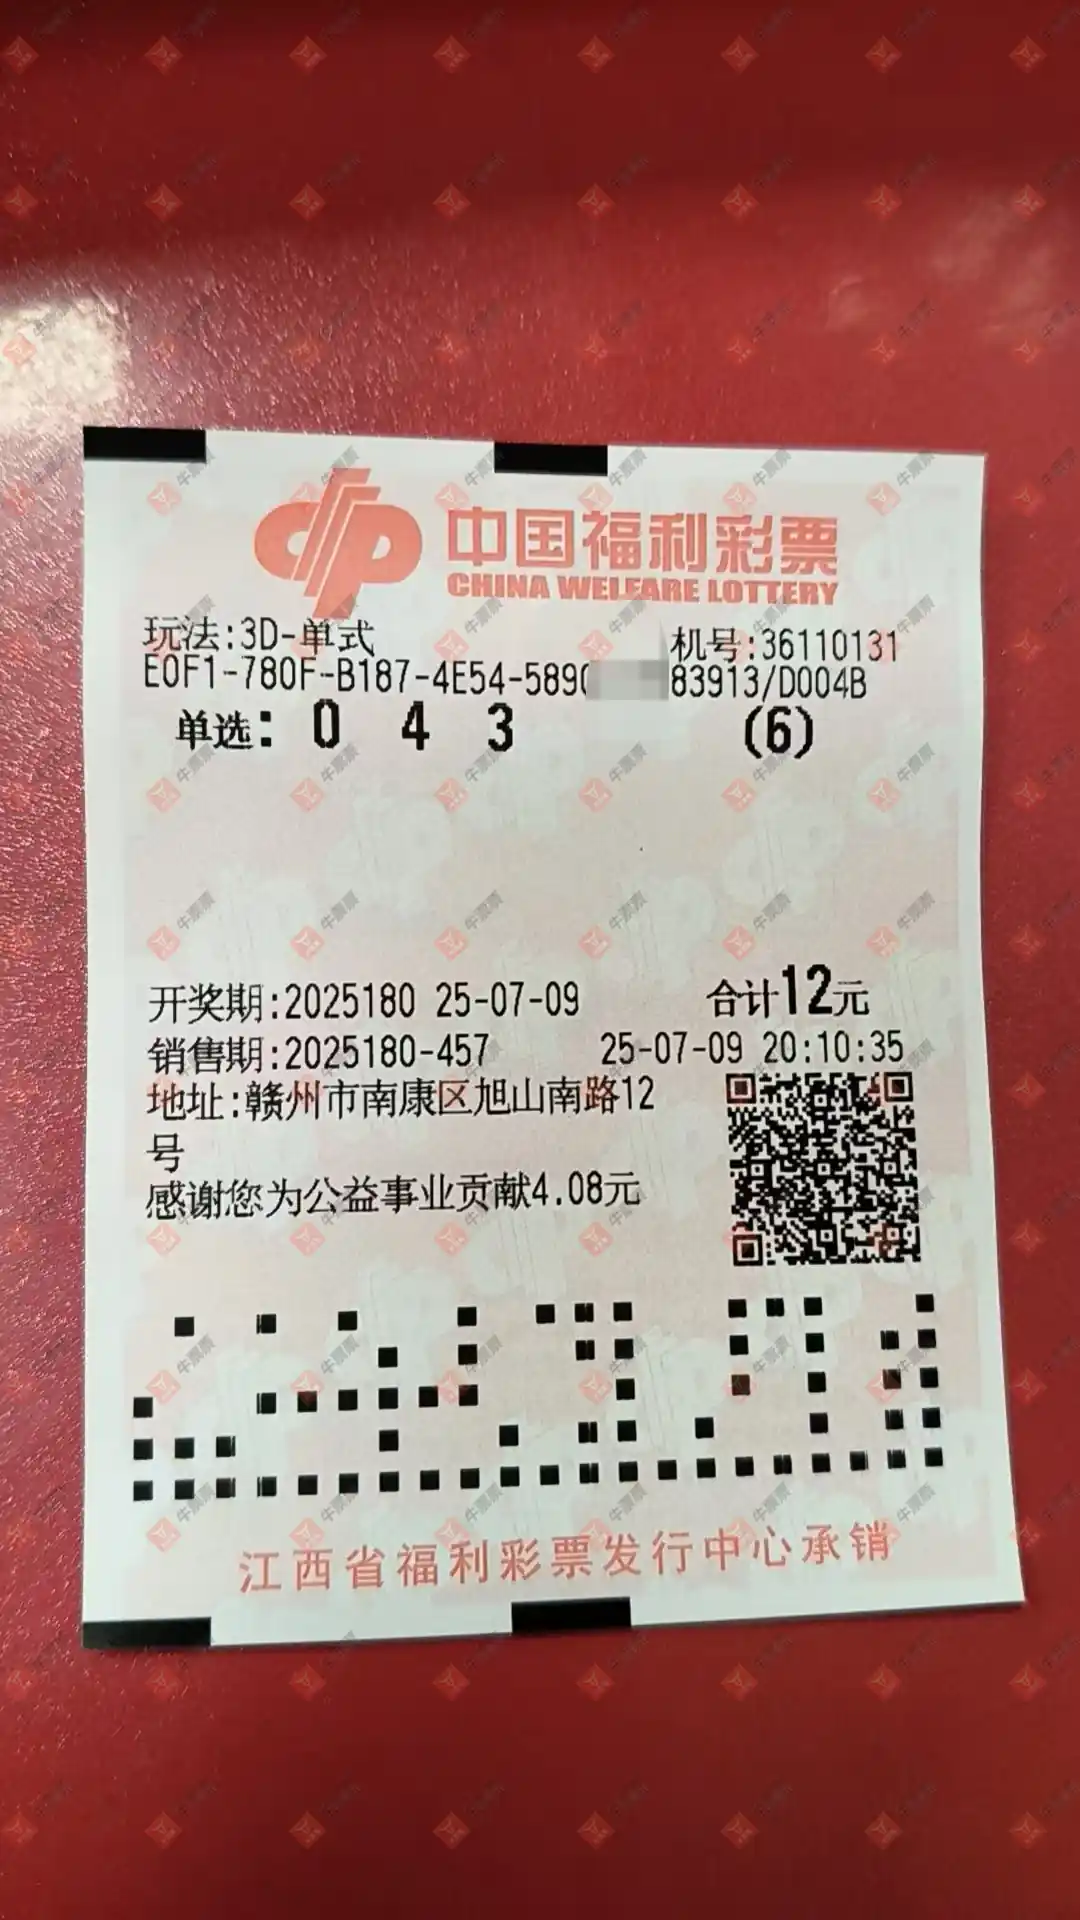 中国福利彩票
CHINA WELFARE LOTTERY
玩法:3D-单式 机号:36110131
E0F1-780F-B187-4E54-589 83913/D004B
单选: 0 4 3 (6)
开奖期:2025180 25-07-09 合计12元
销售期:2025180-457 25-07-09 20:10:35
地址:赣州市南康区旭山南路12
号
感谢您为公益事业贡献4.08元
江西省福利彩票发行中心承销
牛票票